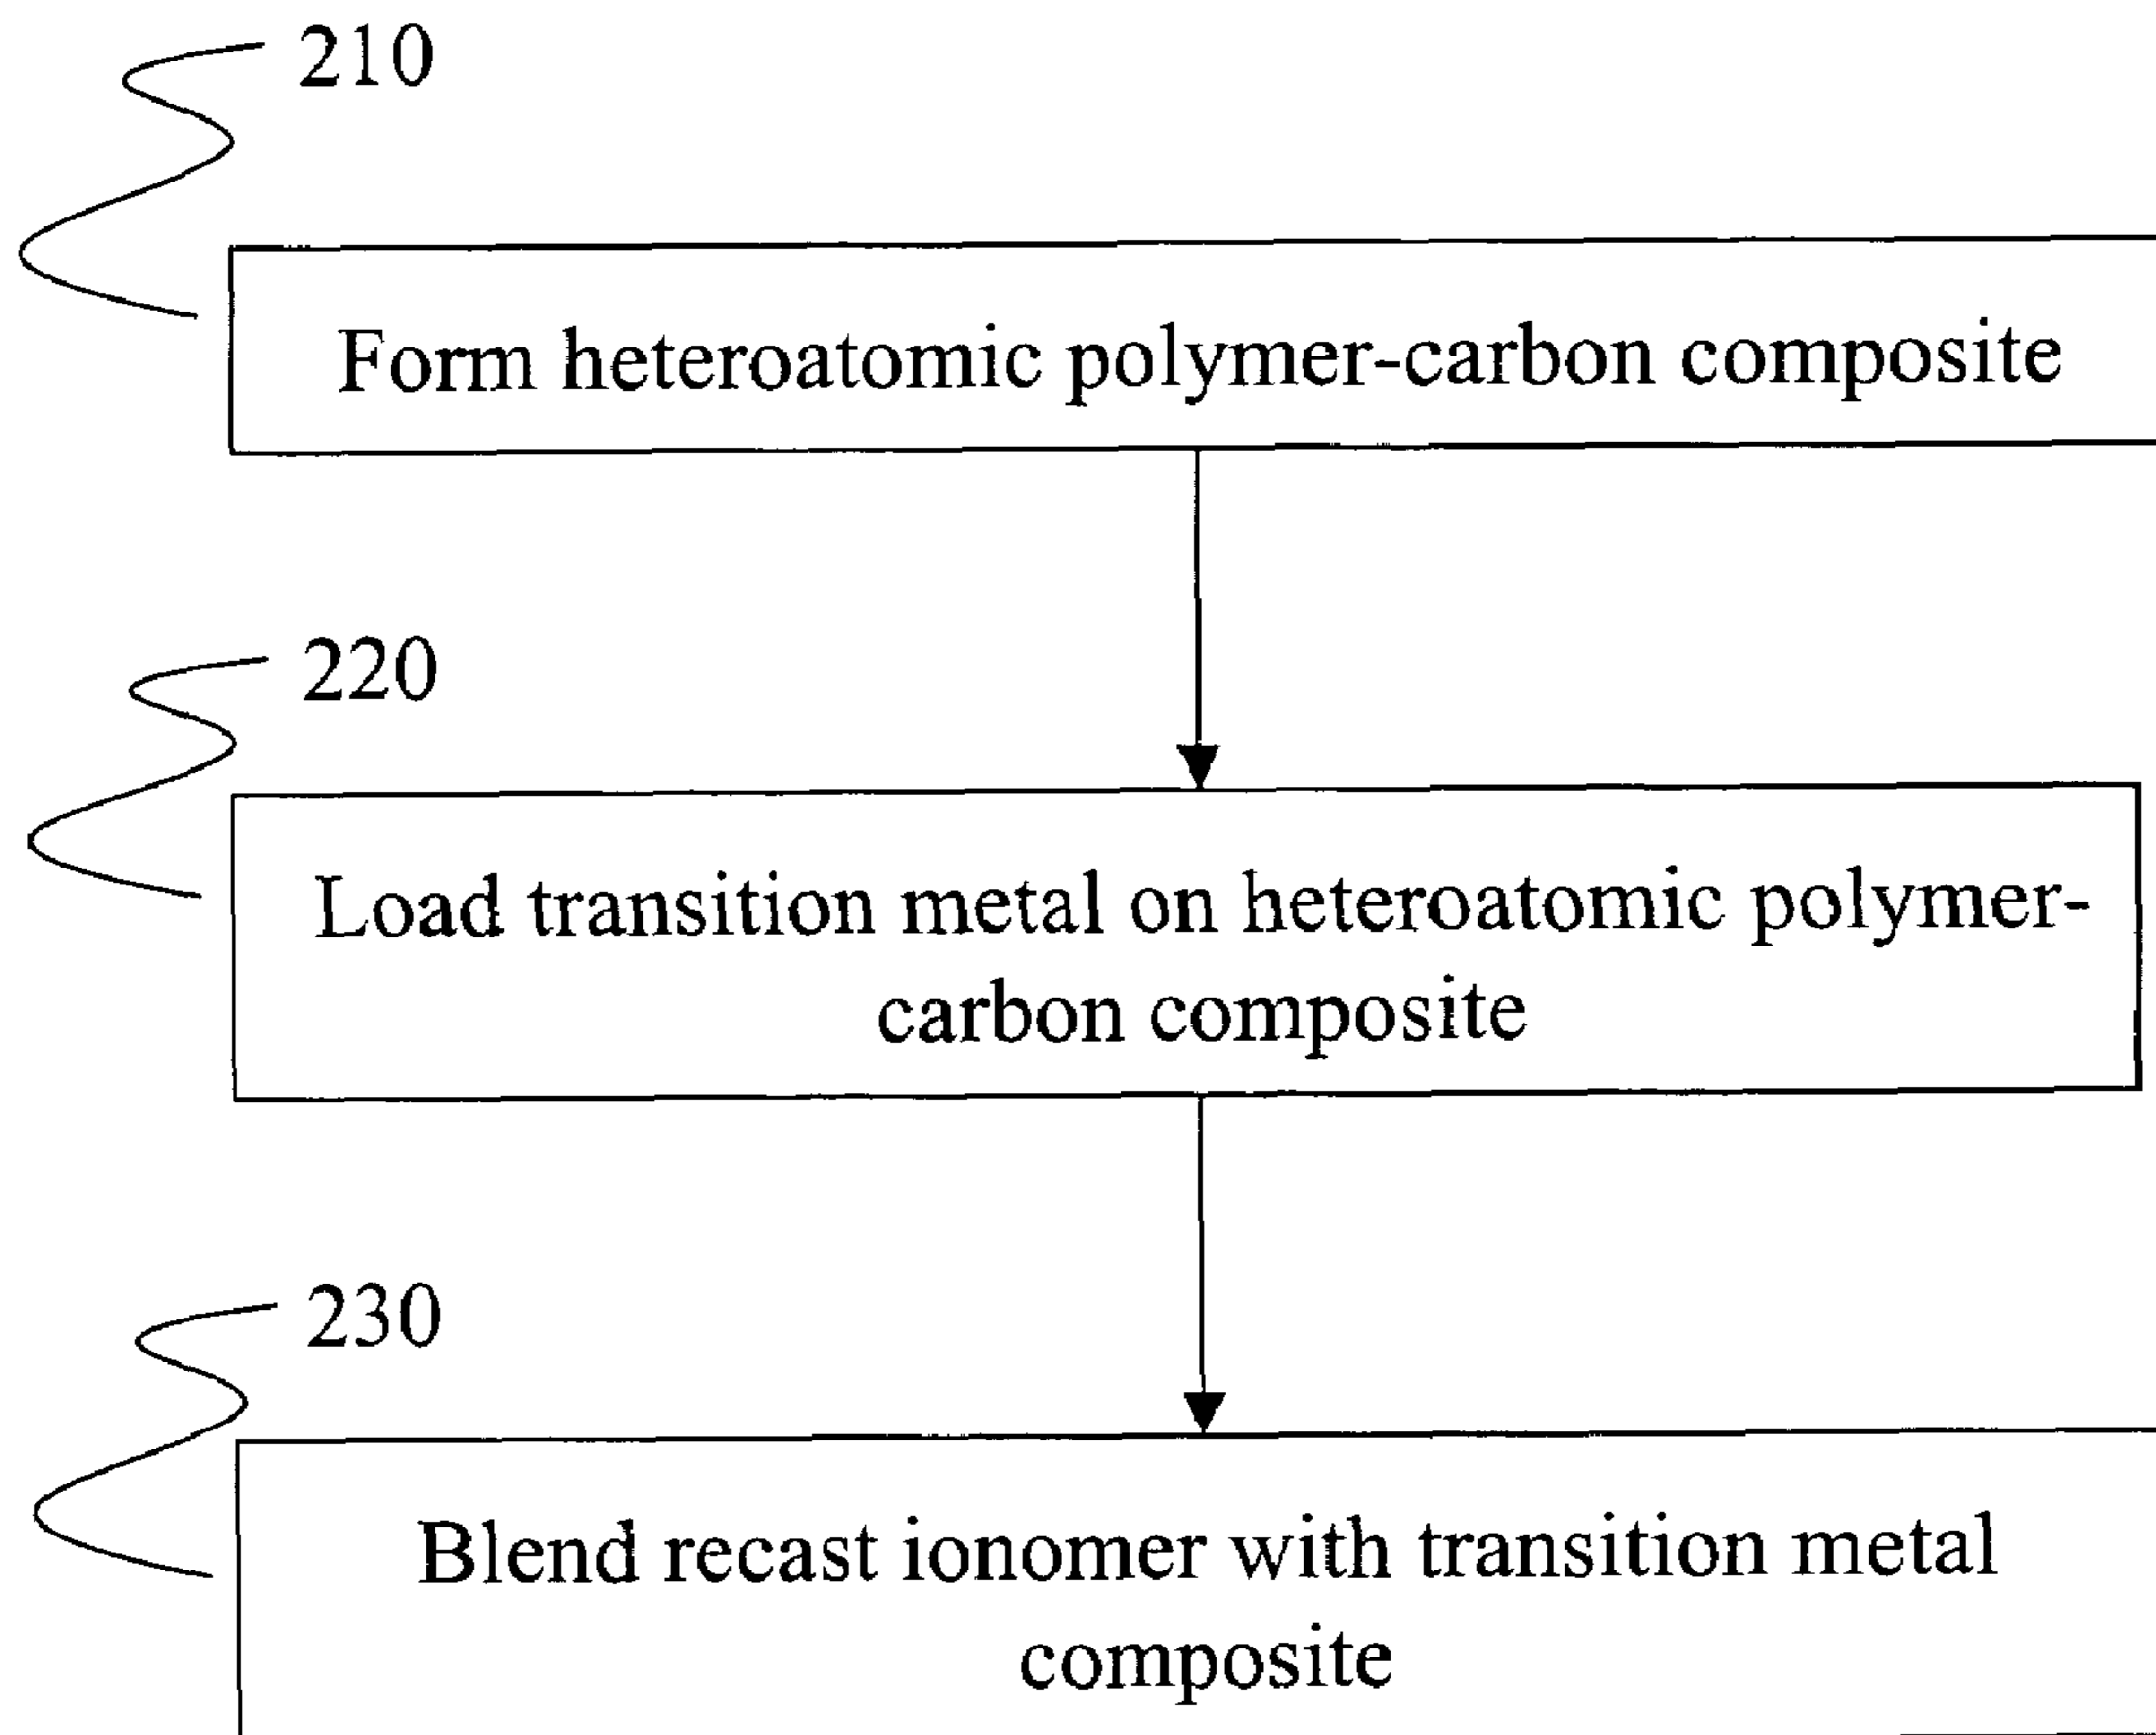 210
Form heteroatomic polymer-carbon composite
220
Load transition metal on heteroatomic polymer-
carbon composite
230
Blend recast ionomer with transition metal
composite